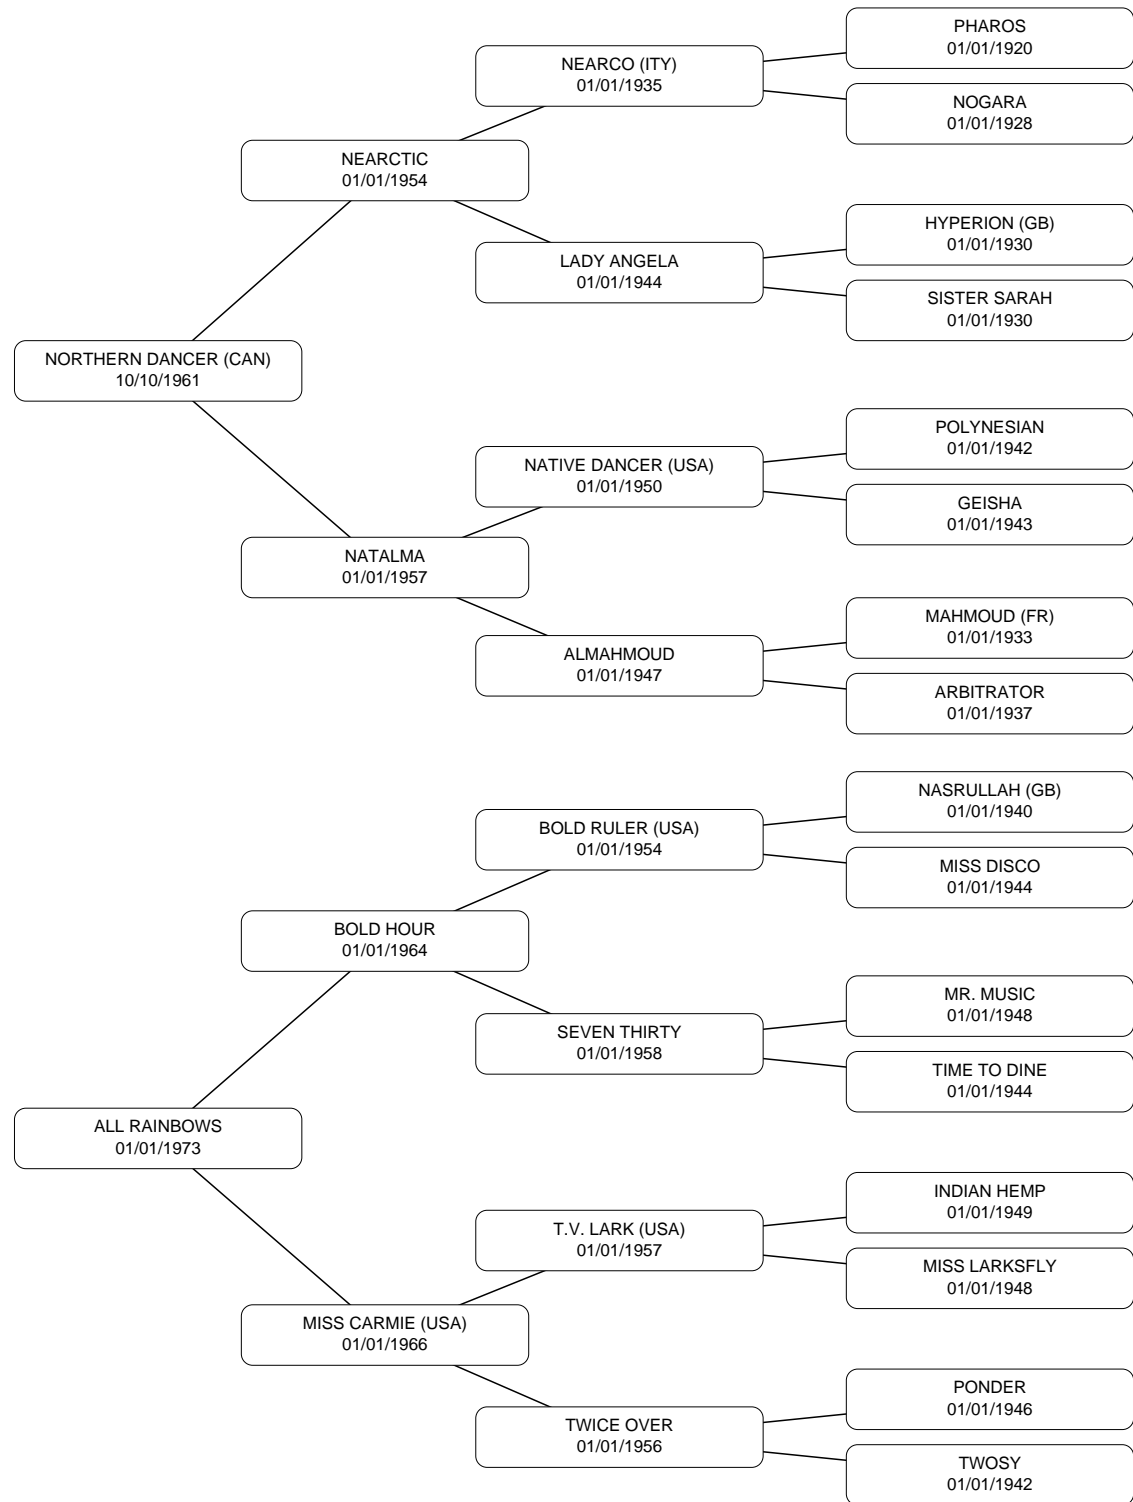 PHAROS
01/01/1920
NEARCO (ITY)
01/01/1935
NOGARA
01/01/1928
NEARCTIC
01/01/1954
HYPERION (GB)
01/01/1930
LADY ANGELA
01/01/1944
SISTER SARAH
01/01/1930
NORTHERN DANCER (CAN)
10/10/1961
POLYNESIAN
01/01/1942
NATIVE DANCER (USA)
01/01/1950
GEISHA
01/01/1943
NATALMA
01/01/1957
MAHMOUD (FR)
01/01/1933
ALMAHMOUD
01/01/1947
ARBITRATOR
01/01/1937
NASRULLAH (GB)
01/01/1940
BOLD RULER (USA)
01/01/1954
MISS DISCO
01/01/1944
BOLD HOUR
01/01/1964
MR. MUSIC
01/01/1948
SEVEN THIRTY
01/01/1958
TIME TO DINE
01/01/1944
ALL RAINBOWS
01/01/1973
INDIAN HEMP
01/01/1949
T.V. LARK (USA)
01/01/1957
MISS LARKSFLY
01/01/1948
MISS CARMIE (USA)
01/01/1966
PONDER
01/01/1946
TWICE OVER
01/01/1956
TWOSY
01/01/1942